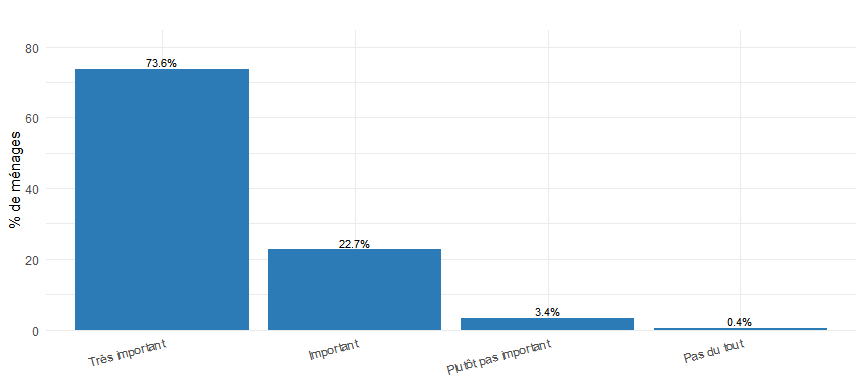 80
60
40
20
0
% de ménages
73.6%
22.7%
3.4%
0.4%
Très important
Important
Plutôt pas important
Pas du tout